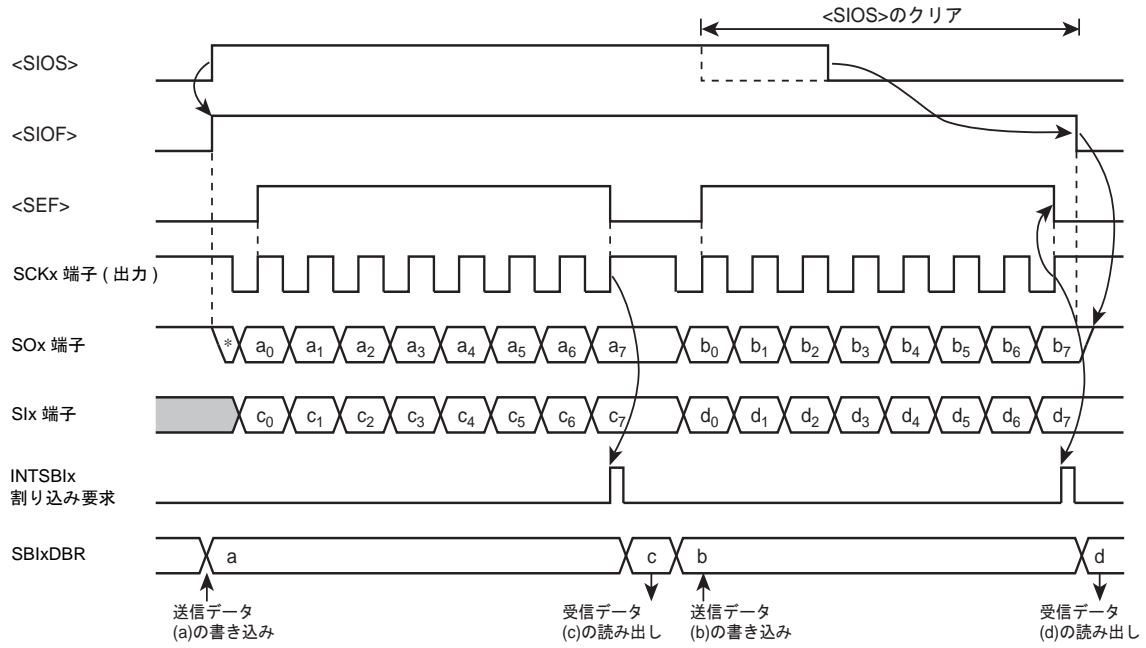 <SIOS>のクリア
<SIOS>
<SIOF>
<SEF>
SCKx 端子 ( 出力 )
SOx 端子
* a0 a1 a2 a3 a4 a5 a6 a7 b0 b1 b2 b3 b4 b5 b6 b7
SIx 端子
c0 c1 c2 c3 c4 c5 c6 c7 d0 d1 d2 d3 d4 d5 d6 d7
INTSBIx
割り込み要求
SBIxDBR
a c b d
送信データ
(a)の書き込み
受信データ
(c)の読み出し
送信データ
(b)の書き込み
受信データ
(d)の読み出し